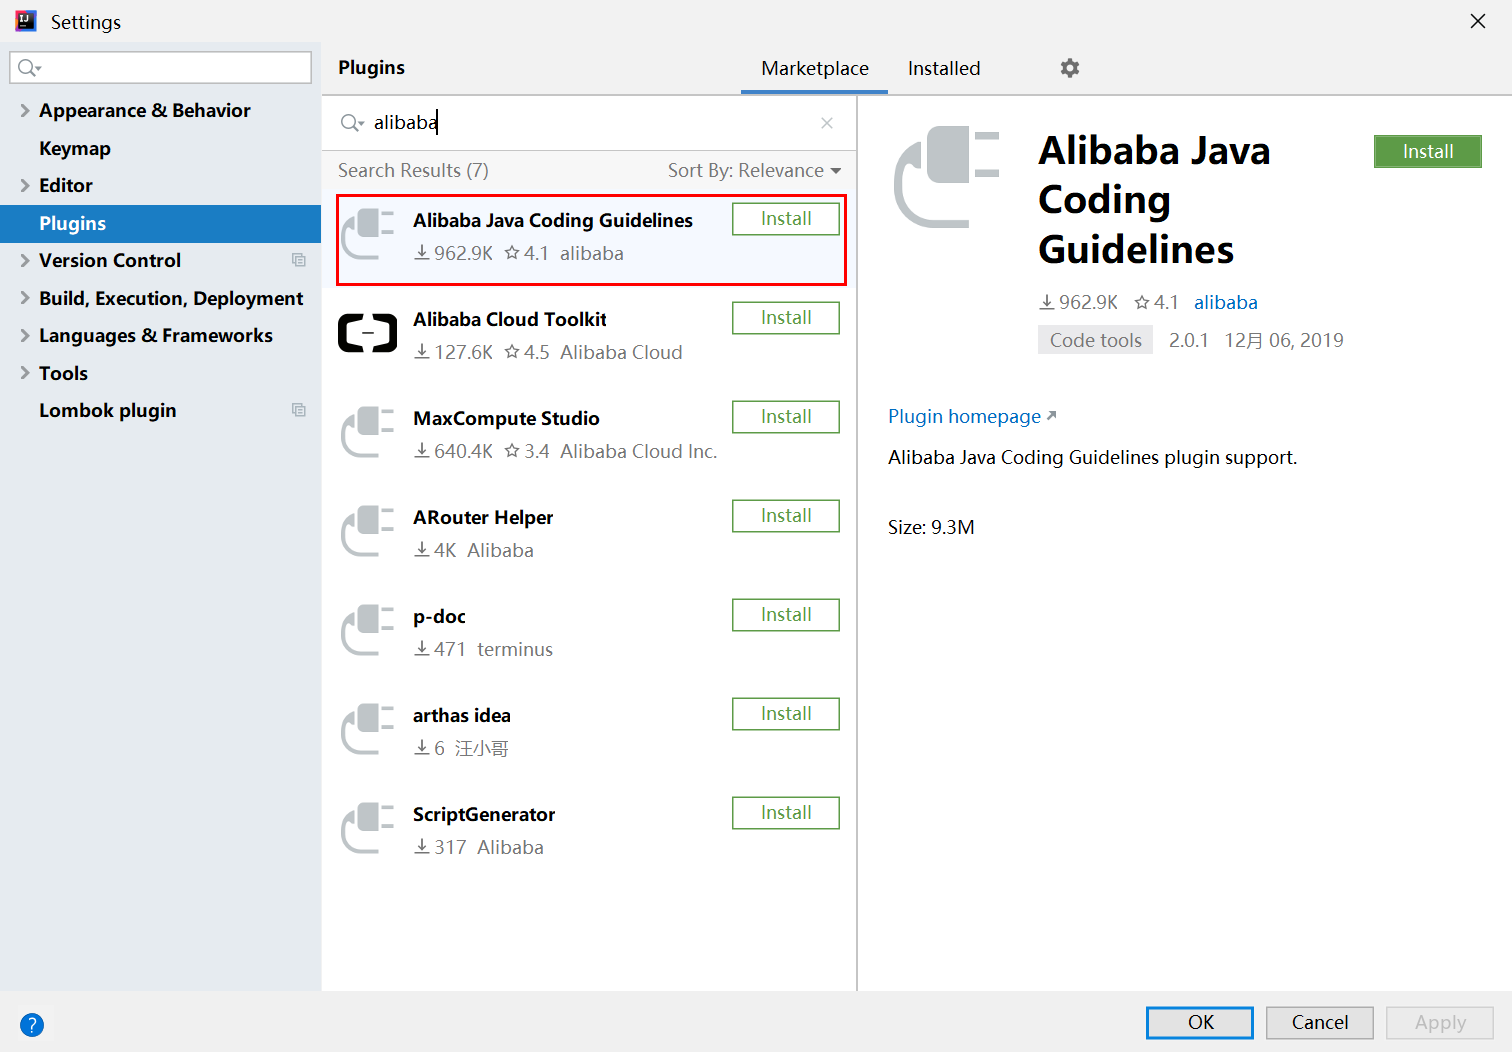 Settings
Appearance & Behavior
Keymap
Editor
Plugins
Version Control
Build, Execution, Deployment
Languages & Frameworks
Tools
Lombok plugin
Plugins
Marketplace
Installed
alibaba
Search Results (7)
Sort By: Relevance
Alibaba Java Coding Guidelines
Install
962.9K 4.1 alibaba
Alibaba Cloud Toolkit
Install
127.6K 4.5 Alibaba Cloud
MaxCompute Studio
Install
640.4K 3.4 Alibaba Cloud Inc.
ARouter Helper
Install
4K Alibaba
p-doc
Install
471 terminus
arthas idea
Install
6 汪小哥
ScriptGenerator
Install
317 Alibaba
Alibaba Java
Coding
Guidelines
Install
962.9K 4.1 alibaba
Code tools 2.0.1 12月 06, 2019
Plugin homepage
Alibaba Java Coding Guidelines plugin support.
Size: 9.3M
?
OK
Cancel
Apply